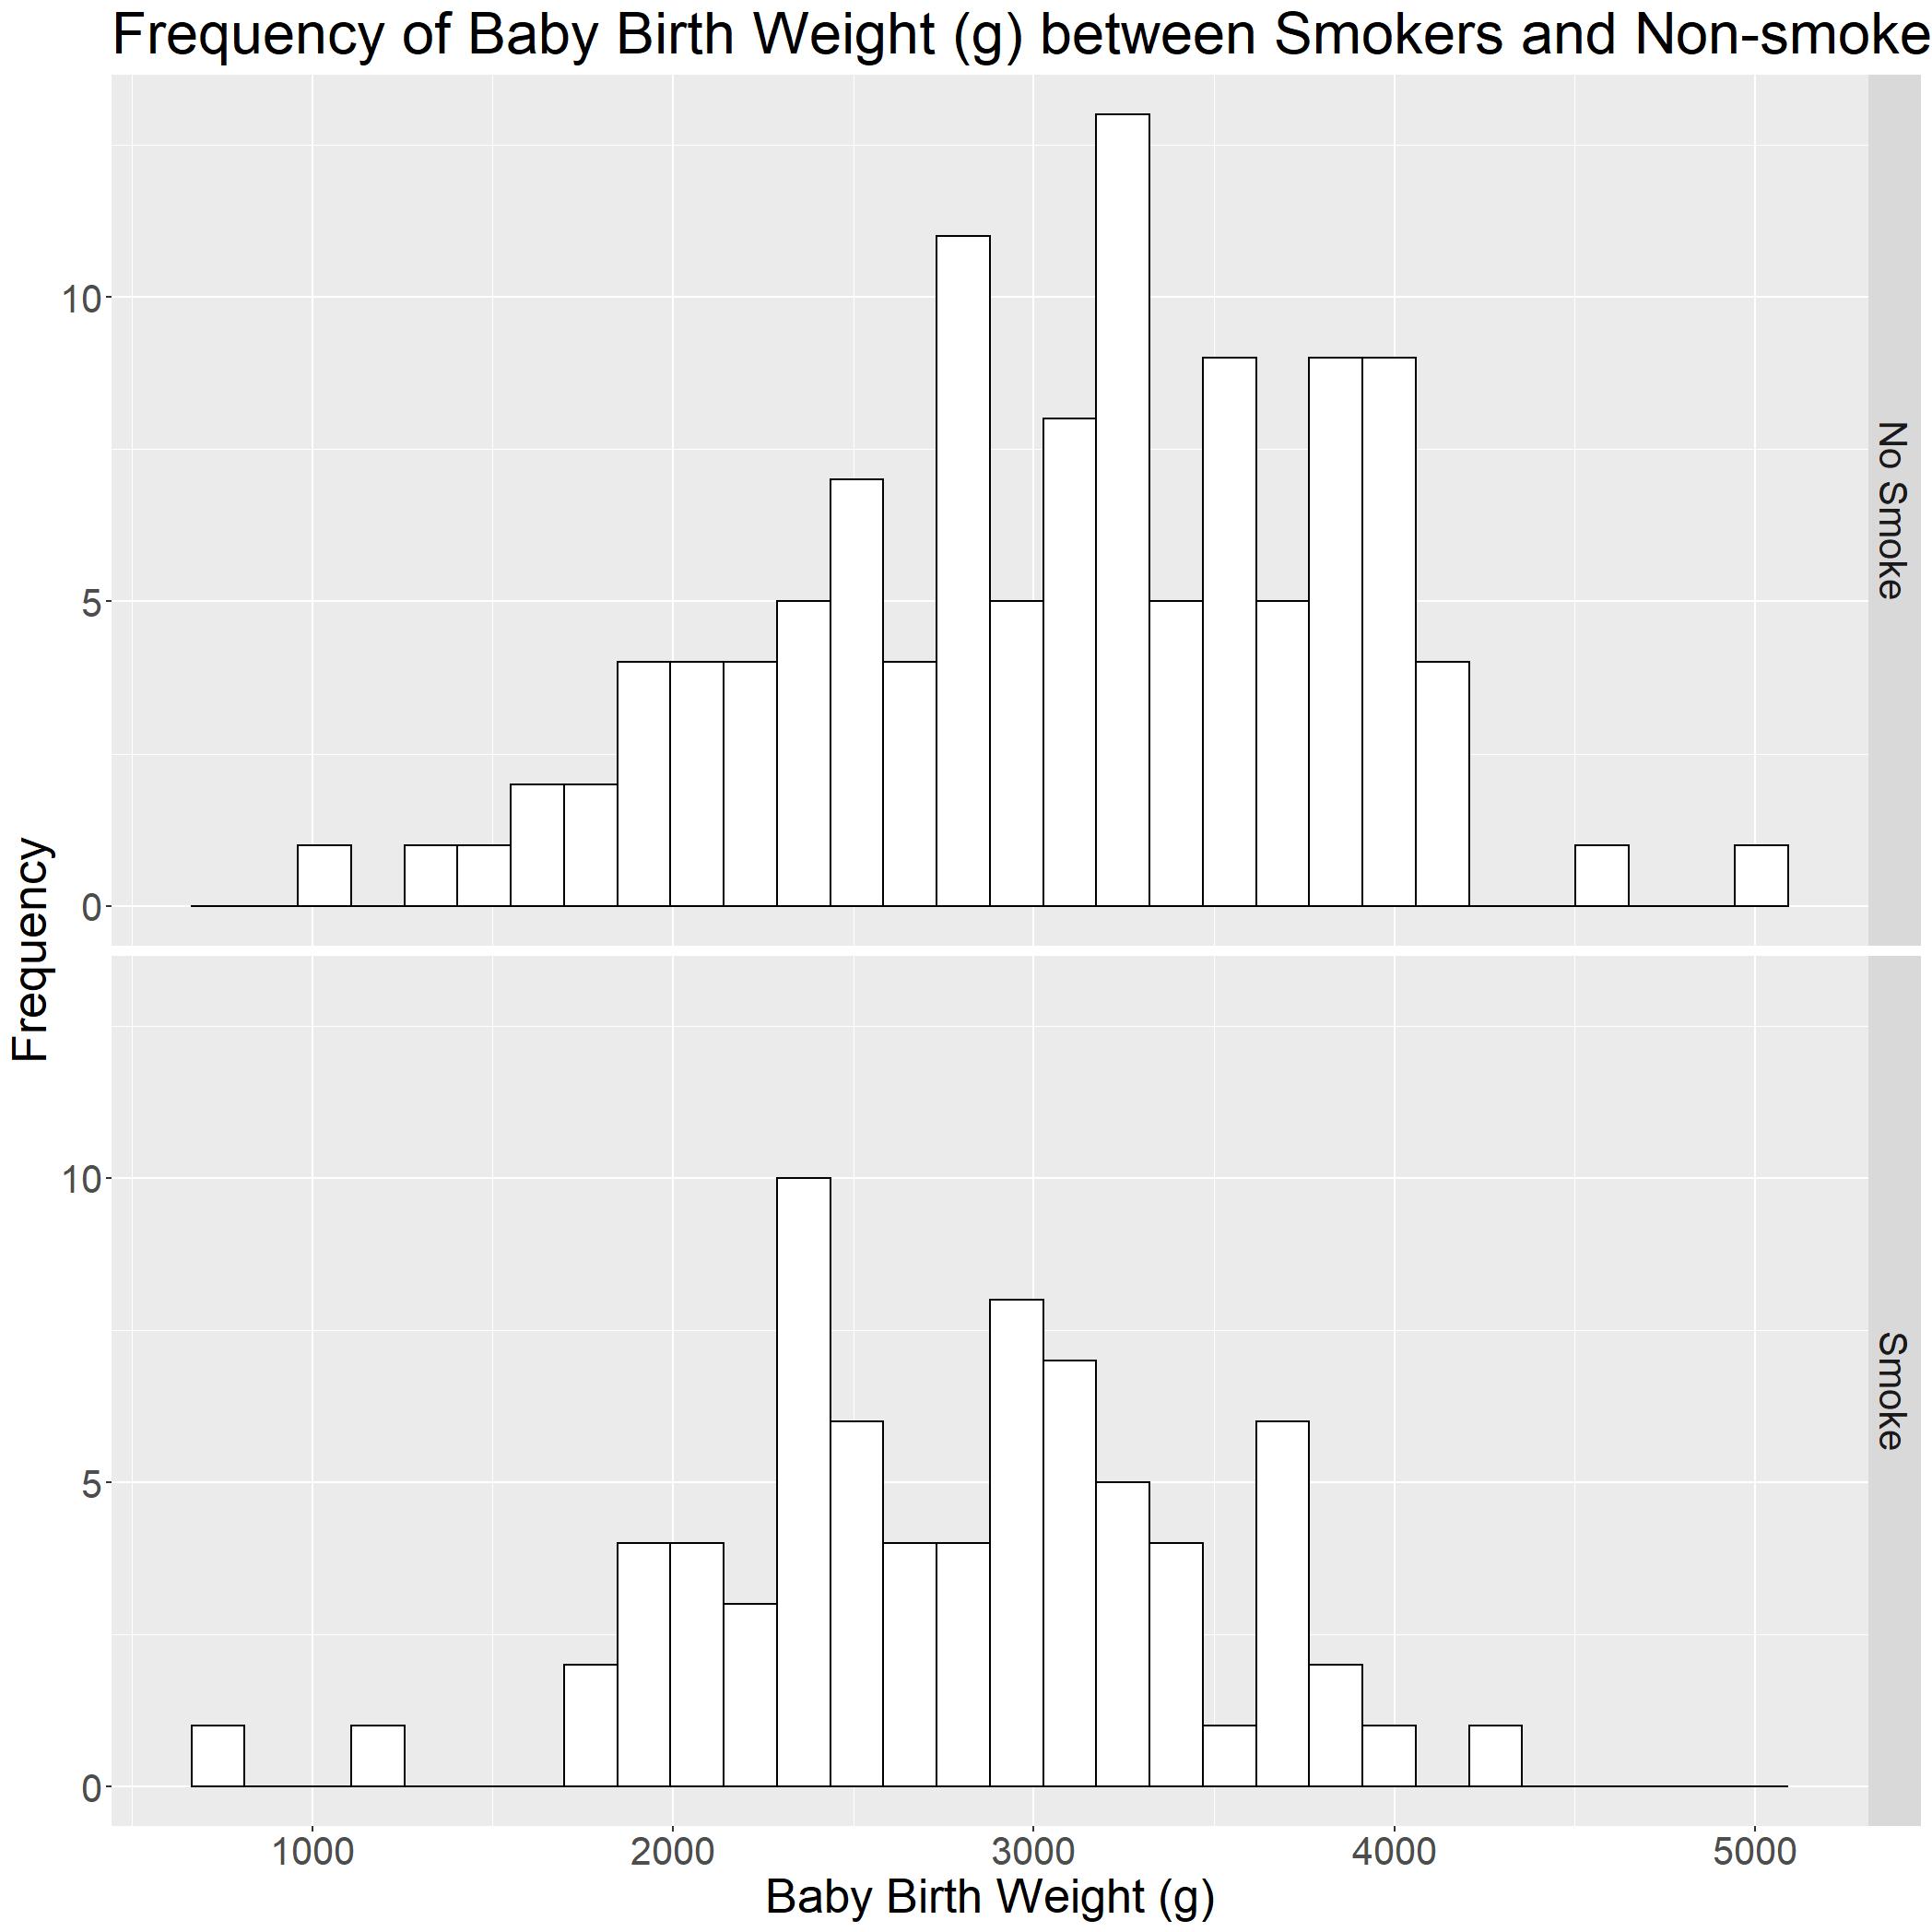 Frequency of Baby Birth Weight (g) between Smokers and Non-smoke
10
5
0
No Smoke
Frequency
10
5
0
Smoke
1000 2000 3000 4000 5000
Baby Birth Weight (g)